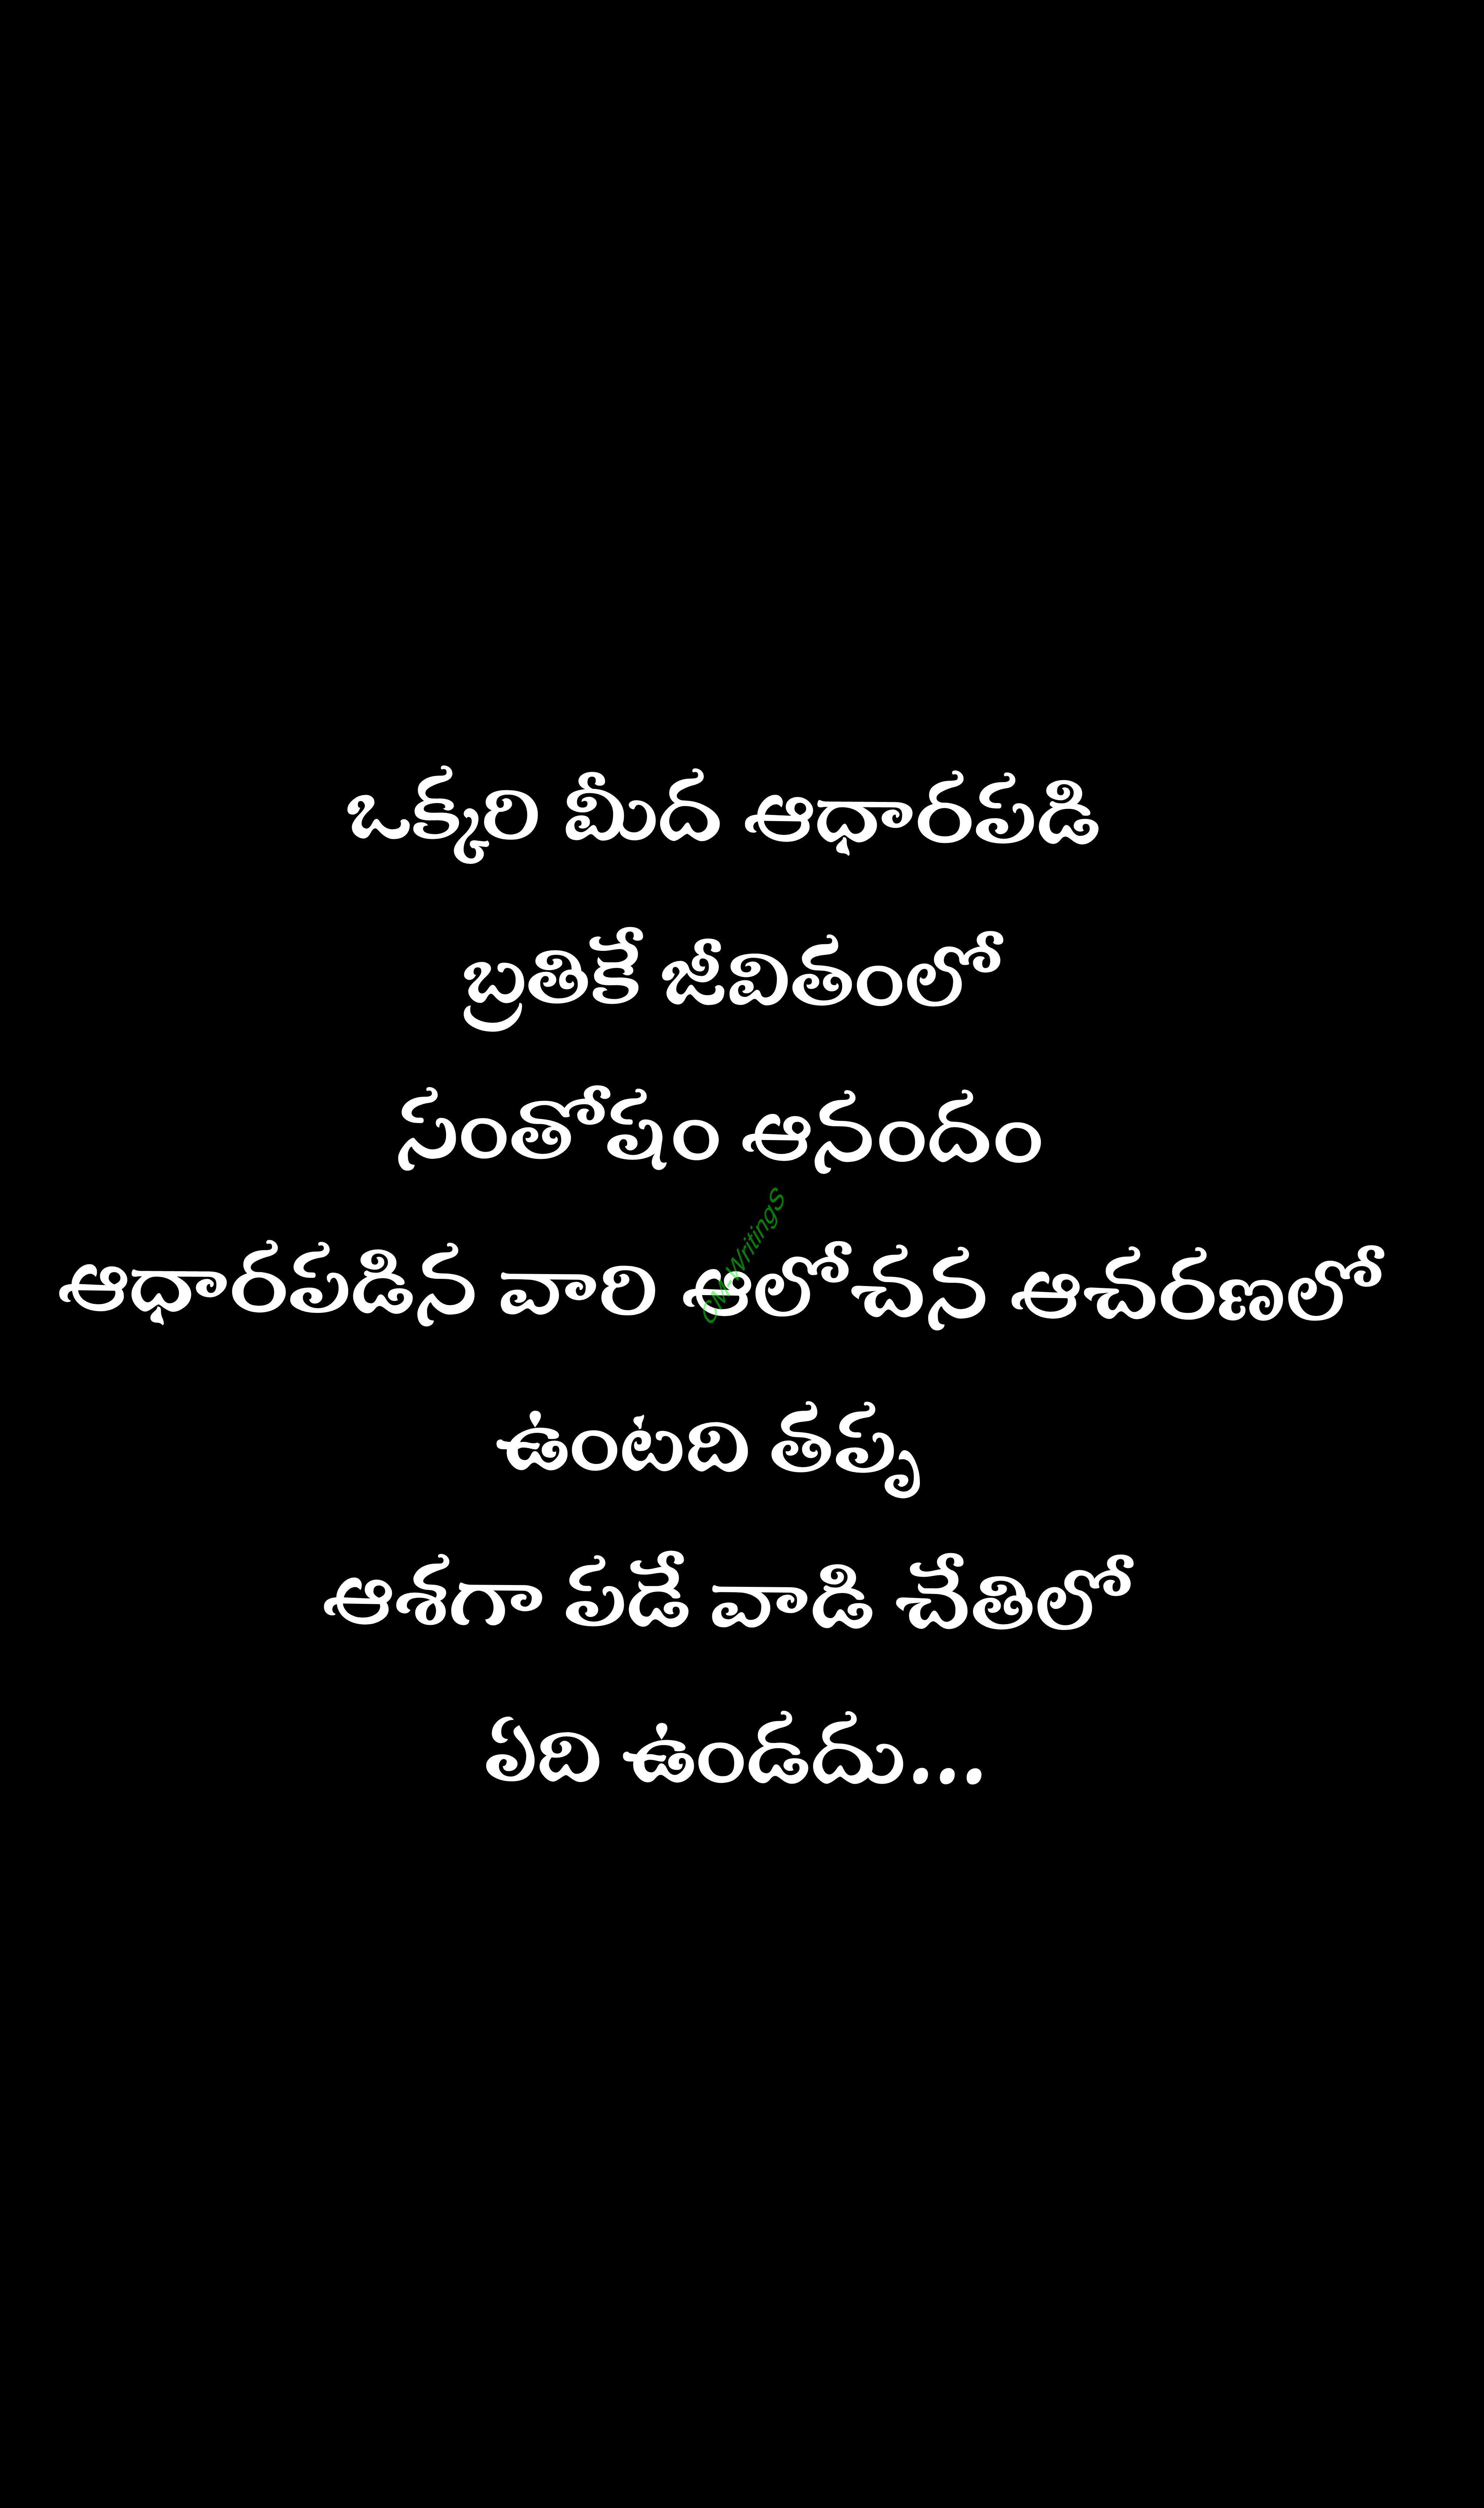 ఒక్కరి మీద ఆధారపడి
బ్రతికే జీవితంలో
సంతోషం ఆనందం
ఆధారపడిన వారి ఆలోచన ఆచరణలో
ఉంటది తప్ప
ఆశగా పడే వాడి చేతిలో
ఏది ఉండదు...